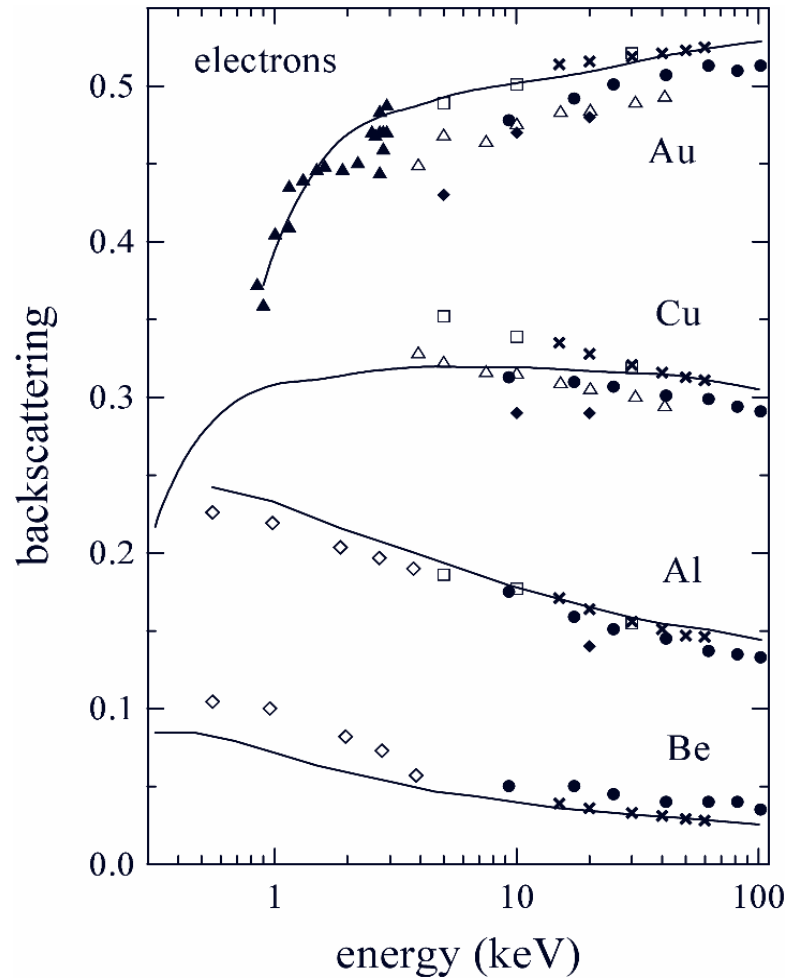 electrons
0.5
Au
0.4
Cu
0.3
backscattering
0.2
Al
0.1
Be
0.0
1
10
100
energy (keV)